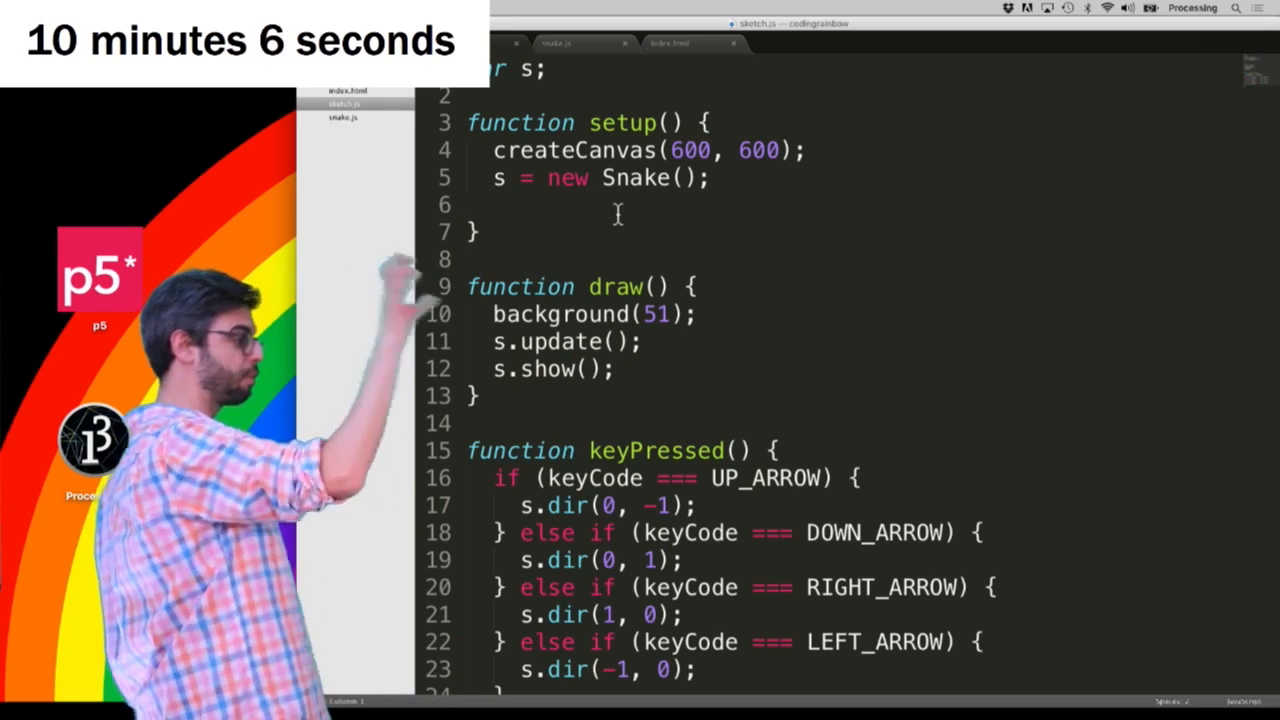 Processing
sketch.js — codingrainbow
10 minutes 6 seconds
snake.js
index.html
index.html
sketch.js
snake.js
p5*
p5
var s;
2
3 function setup() {
4 createCanvas(600, 600);
5 s = new Snake();
6
7 }
8
9 function draw() {
10 background(51);
11 s.update();
12 s.show();
13 }
14
15 function keyPressed() {
16 if (keyCode === UP_ARROW) {
17 s.dir(0, -1);
18 } else if (keyCode === DOWN_ARROW) {
19 s.dir(0, 1);
20 } else if (keyCode === RIGHT_ARROW) {
21 s.dir(1, 0);
22 } else if (keyCode === LEFT_ARROW) {
23 s.dir(-1, 0);
24 }
Column 1
Spaces: 2
JavaScript